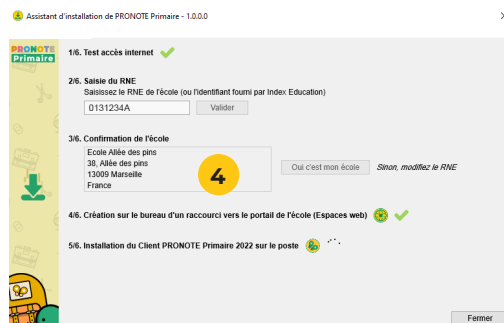 Assistant d'installation de PRONOTE Primaire - 1.0.0.0
PRONOTE
Primaire
1/6. Test accès internet
2/6. Saisie du RNE
Saisissez le RNE de l'école (ou l'identifiant fourni par Index Education)
0131234A
Valider
3/6. Confirmation de l'école
Ecole Allée des pins
38, Allée des pins
13009 Marseille
France
4
Oui c'est mon école
Sinon, modifiez le RNE
4/6. Création sur le bureau d'un raccourci vers le portail de l'école (Espaces web)
5/6. Installation du Client PRONOTE Primaire 2022 sur le poste
Fermer